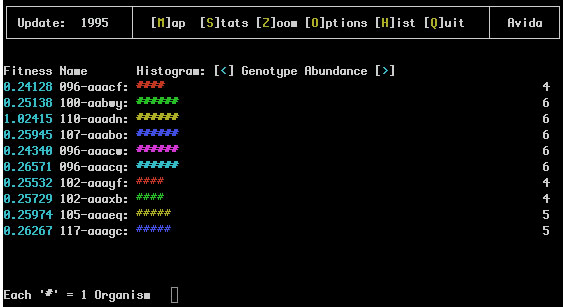 Update:  1995   [M]ap  [S]tats [Z]oom [O]ptions [H]ist [Q]uit   Avida
Fitness Name       Histogram: [<] Genotype Abundance [>]
0.24128 096-aaacf: ####  4
0.25138 100-aabwy: ######  6
1.02415 110-aaadn: ######  6
0.25945 107-aaabo: ######  6
0.24340 096-aaacw: ######  6
0.26571 096-aaacq: ######  6
0.25532 102-aaayf: ####  4
0.25729 102-aaaxb: ####  4
0.25974 105-aaaeq: #####  5
0.26267 117-aaagc: #####  5
Each '#' = 1 Organism